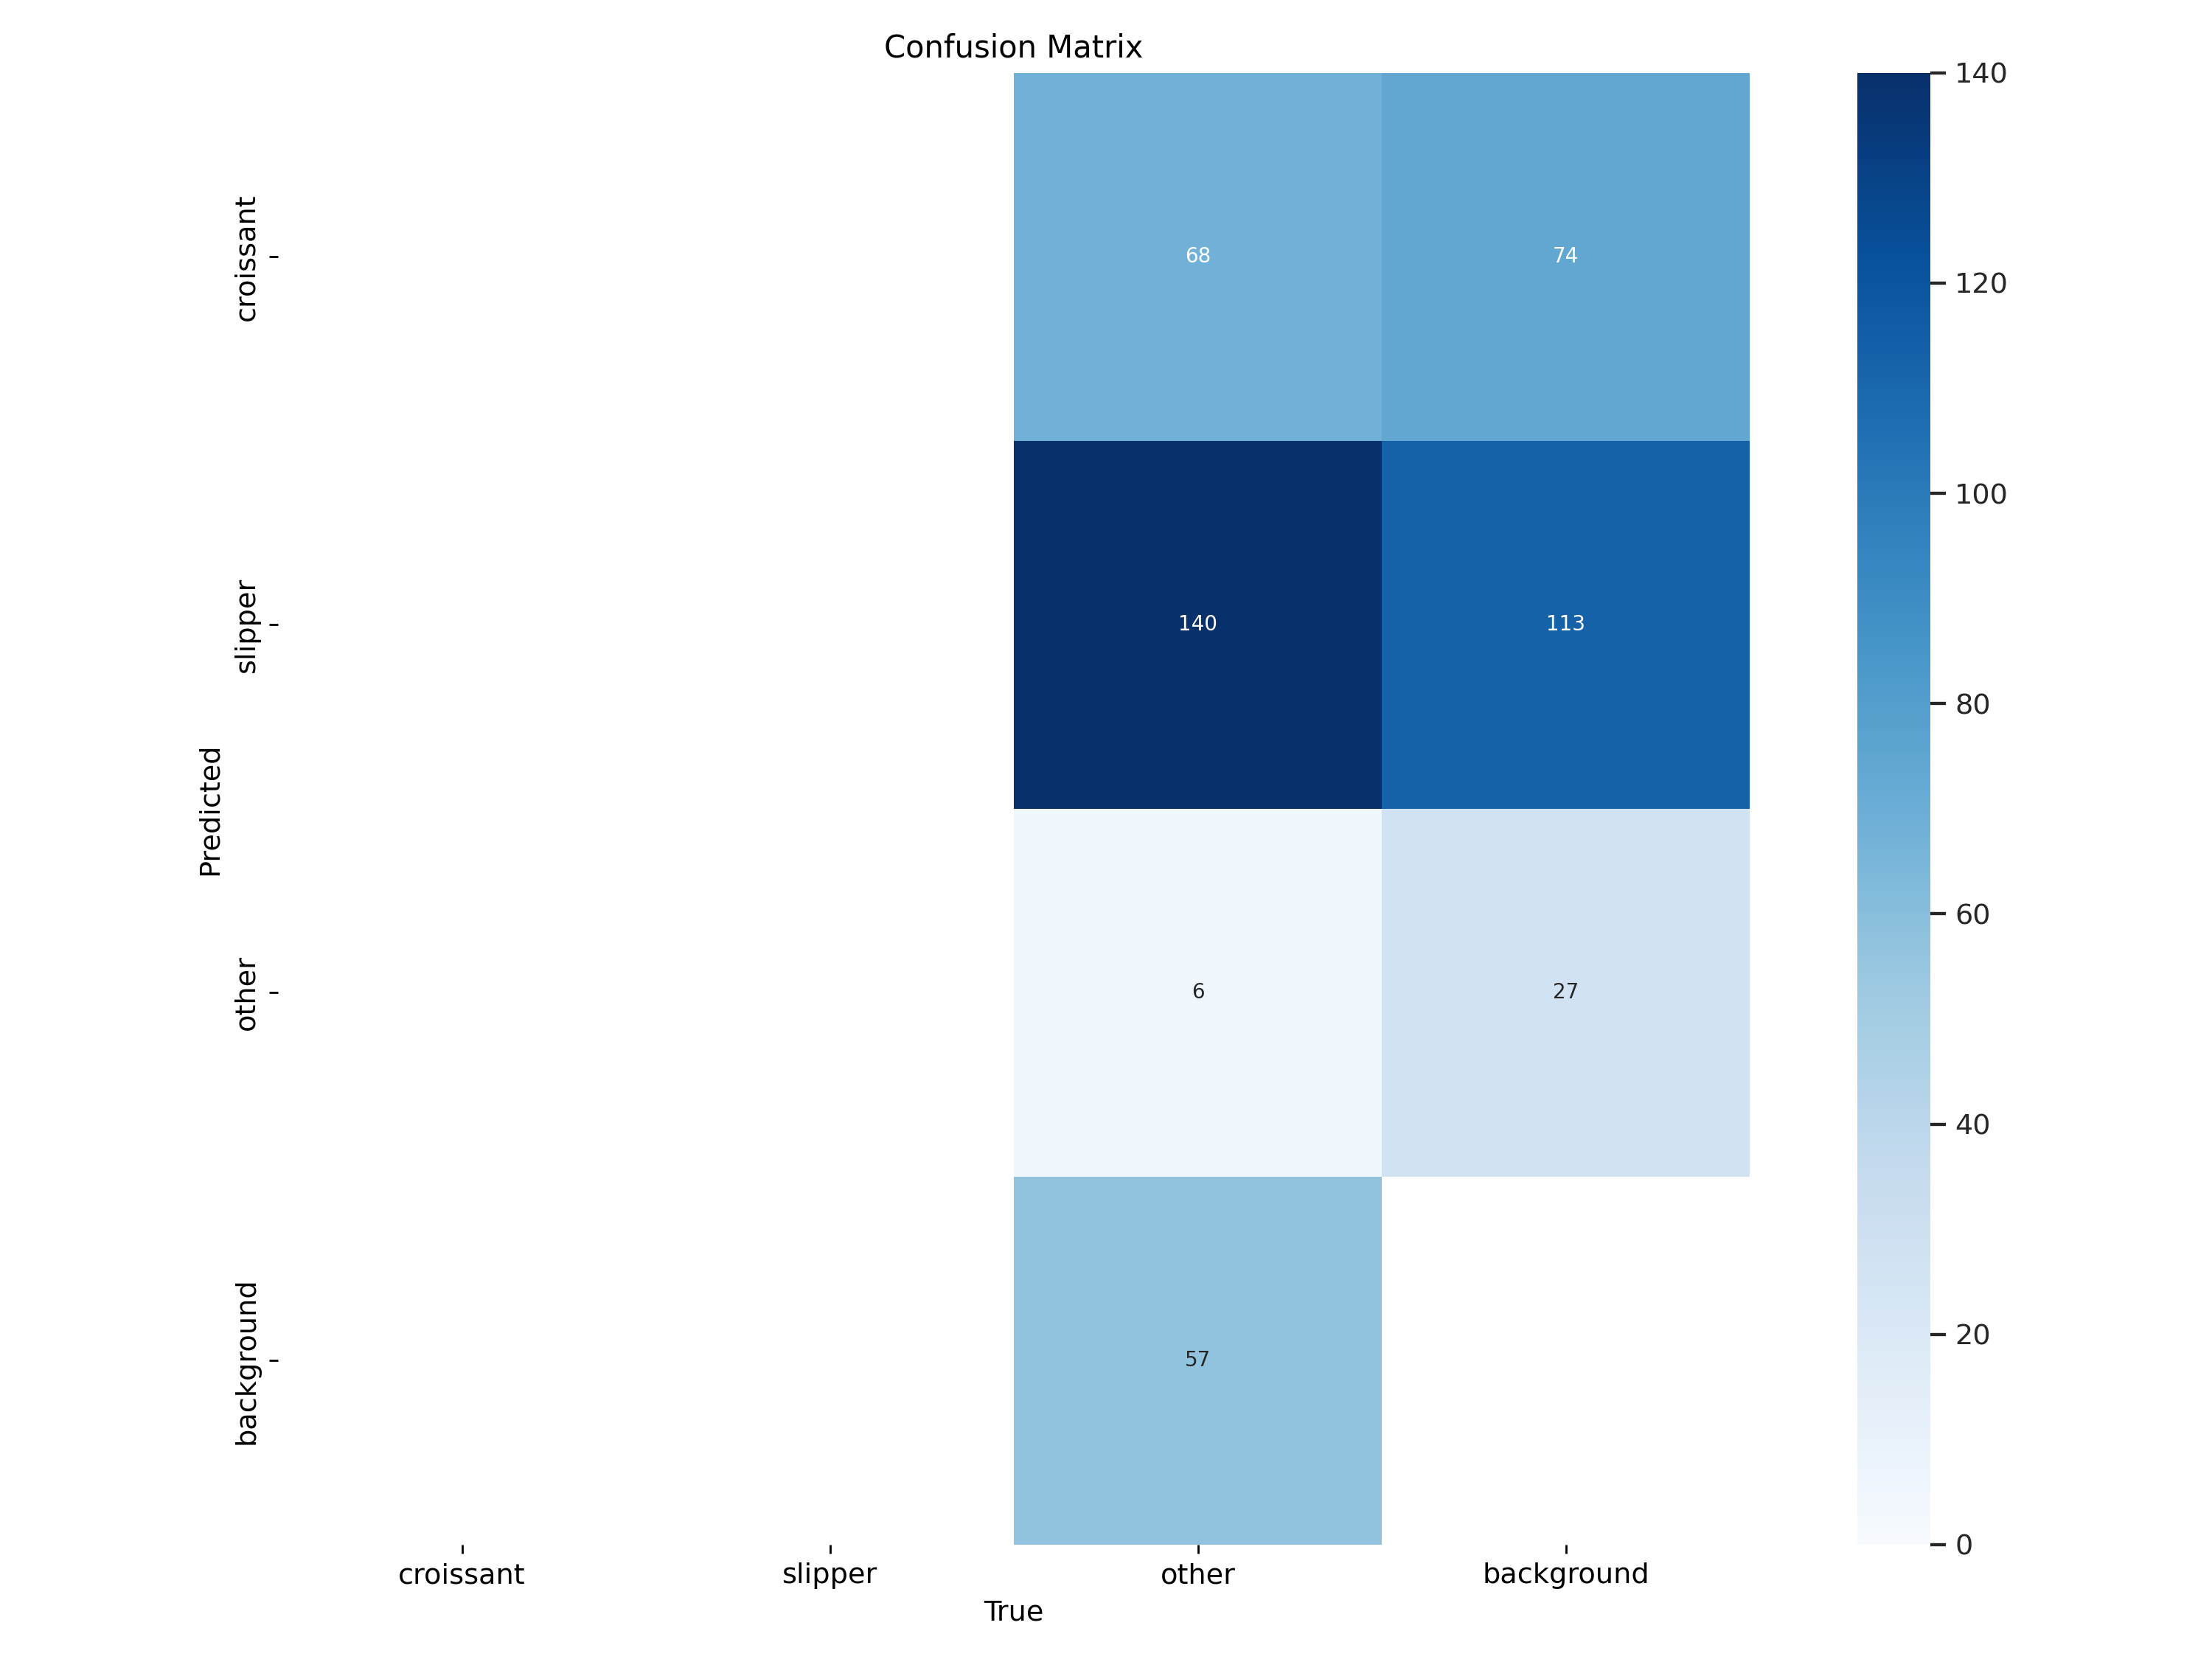 Confusion Matrix
croissant
68
74
slipper
140
113
other
6
27
background
57
Predicted
croissant
slipper
other
background
True
140
120
100
80
60
40
20
0